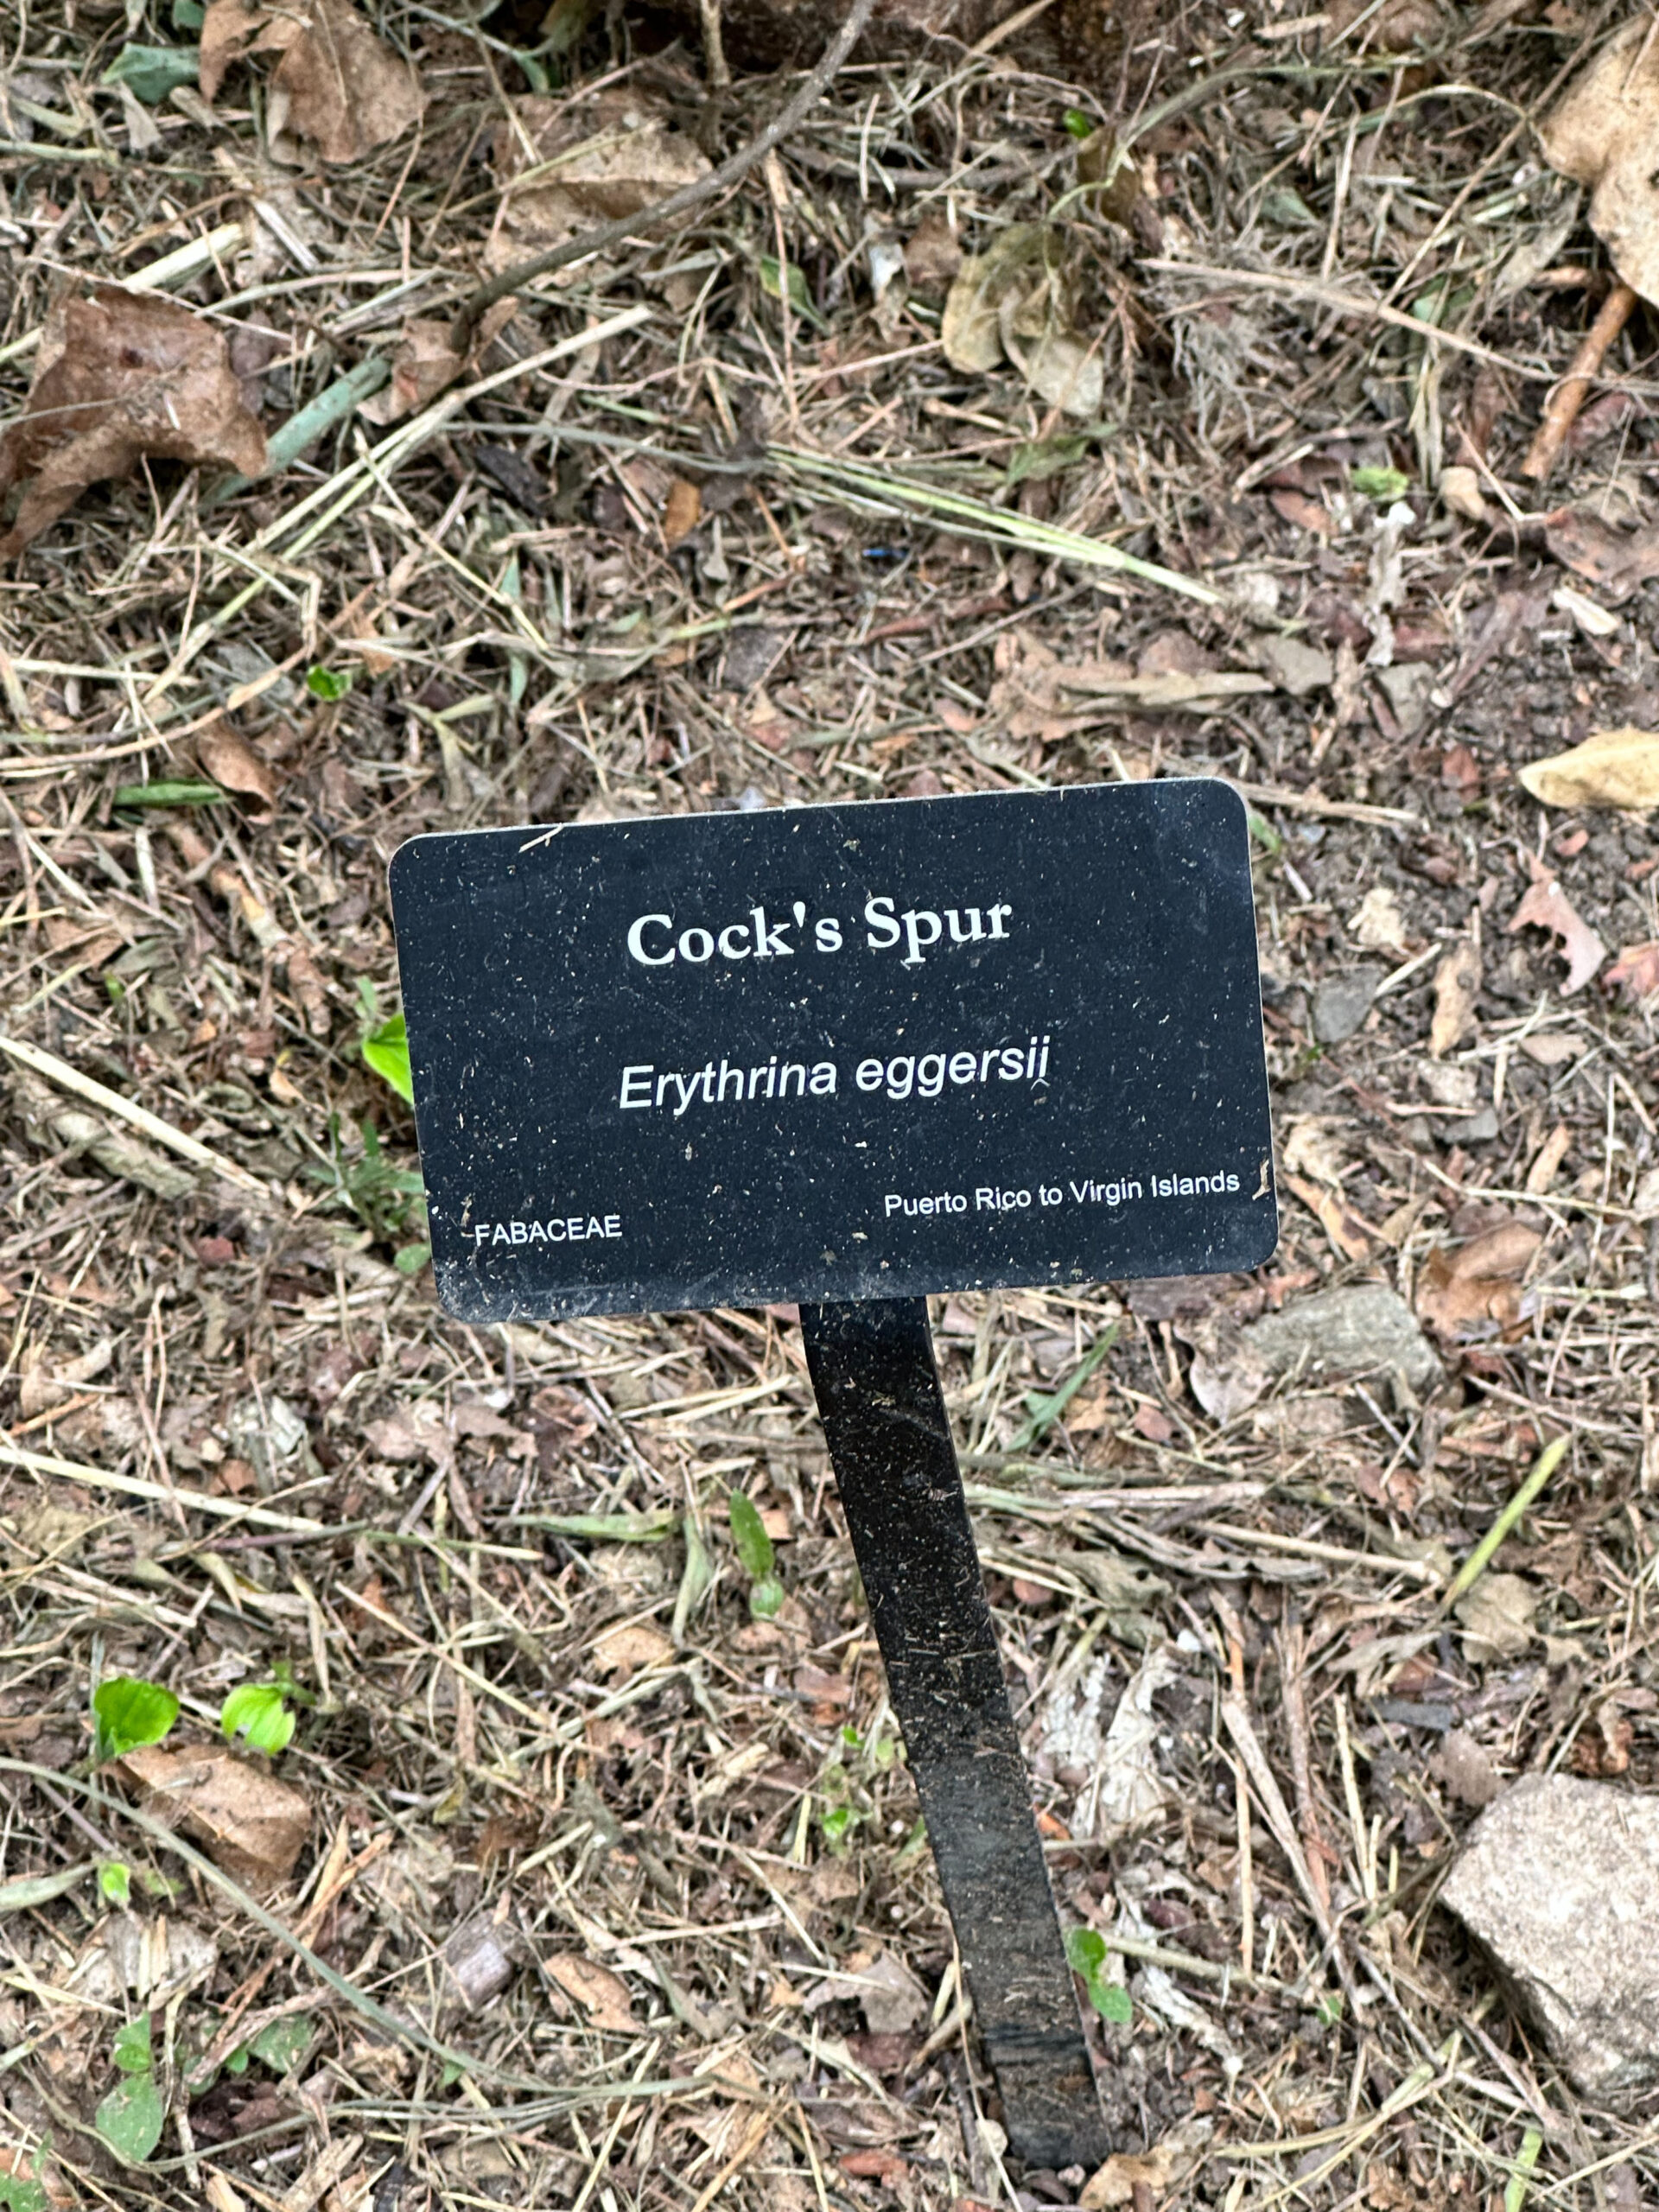 Cock's Spur
Erythrina eggersii
Puerto Rico to Virgin Islands
FABACEAE